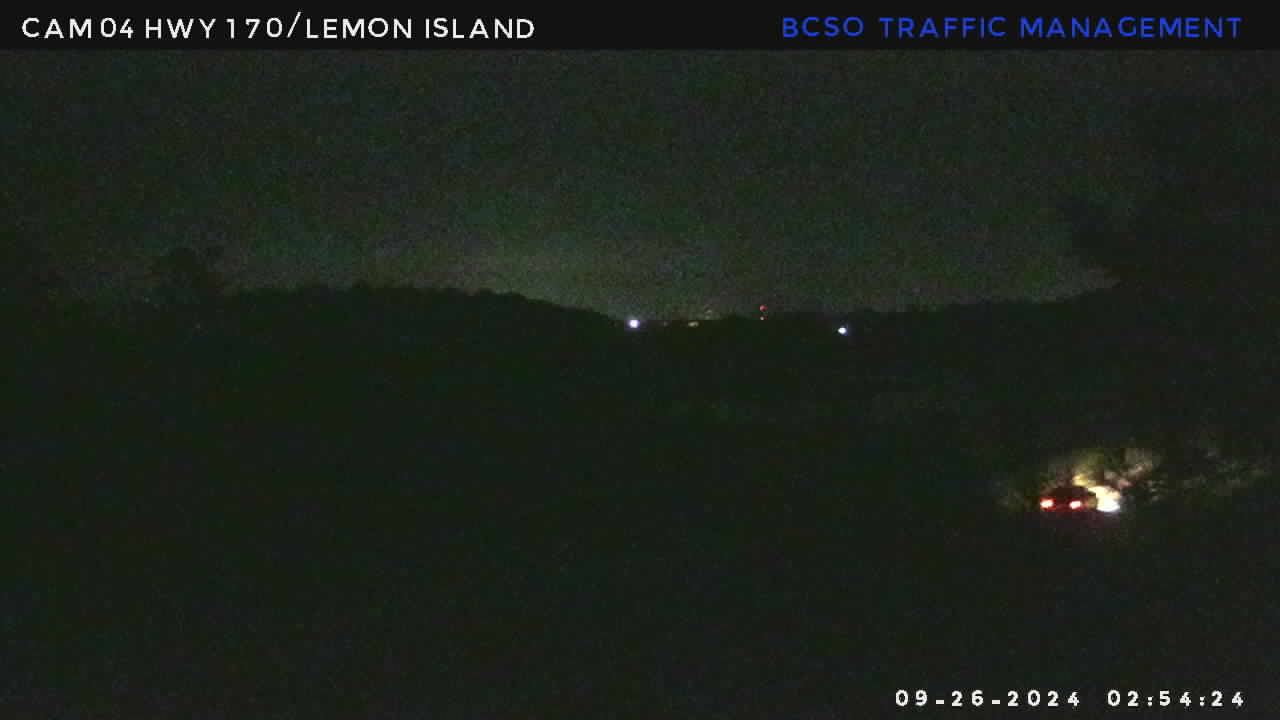 CAM04 HWY 170/LEMON ISLAND
BCSO TRAFFIC MANAGEMENT
09-26-2024 02:54:24